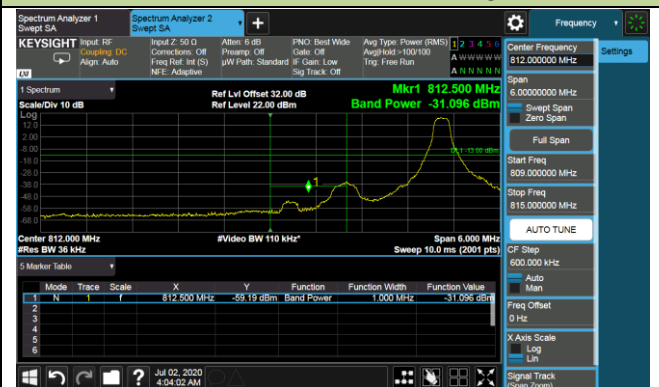 Spectrum Analyzer 1
Swept SA
Spectrum Analyzer 2
Swept SA
+
Frequency
KEYSIGHT
Input: RF
Coupling: DC
Align: Auto
Input Z: 50 Ω
Corrections: Off
Freq Ref: Int (S)
NFE: Adaptive
Atten: 6 dB
Preamp: Off
µW Path: Standard
PNO: Best Wide
Gate: Off
IF Gain: Low
Sig Track: Off
Avg Type: Power (RMS)
Avg|Hold:>100/100
Trig: Free Run
1 2 3 4 5 6
A W W W W W
A N N N N N
LXI
Center Frequency
812.000000 MHz
Settings
Span
6.00000000 MHz
Swept Span
Zero Span
Full Span
Start Freq
809.000000 MHz
Stop Freq
815.000000 MHz
AUTO TUNE
CF Step
600.000 kHz
Auto
Man
Freq Offset
0 Hz
X Axis Scale
Log
Lin
Signal Track
(Span Zoom)
1 Spectrum
Scale/Div 10 dB
Ref Lvl Offset 32.00 dB
Ref Level 22.00 dBm
Mkr1 812.500 MHz
Band Power -31.096 dBm
Log
12.0
2.00
-8.00
-18.0
-28.0
-38.0
-48.0
-58.0
-68.0
DL1 -13.00 dBm
1
Center 812.000 MHz
#Res BW 36 kHz
#Video BW 110 kHz*
Span 6.000 MHz
Sweep 10.0 ms (2001 pts)
5 Marker Table
Mode Trace Scale X Y Function Function Width Function Value
1 N 1 f 812.500 MHz -59.19 dBm Band Power 1.000 MHz -31.096 dBm
2
3
4
5
6
?
Jul 02, 2020
4:04:02 AM